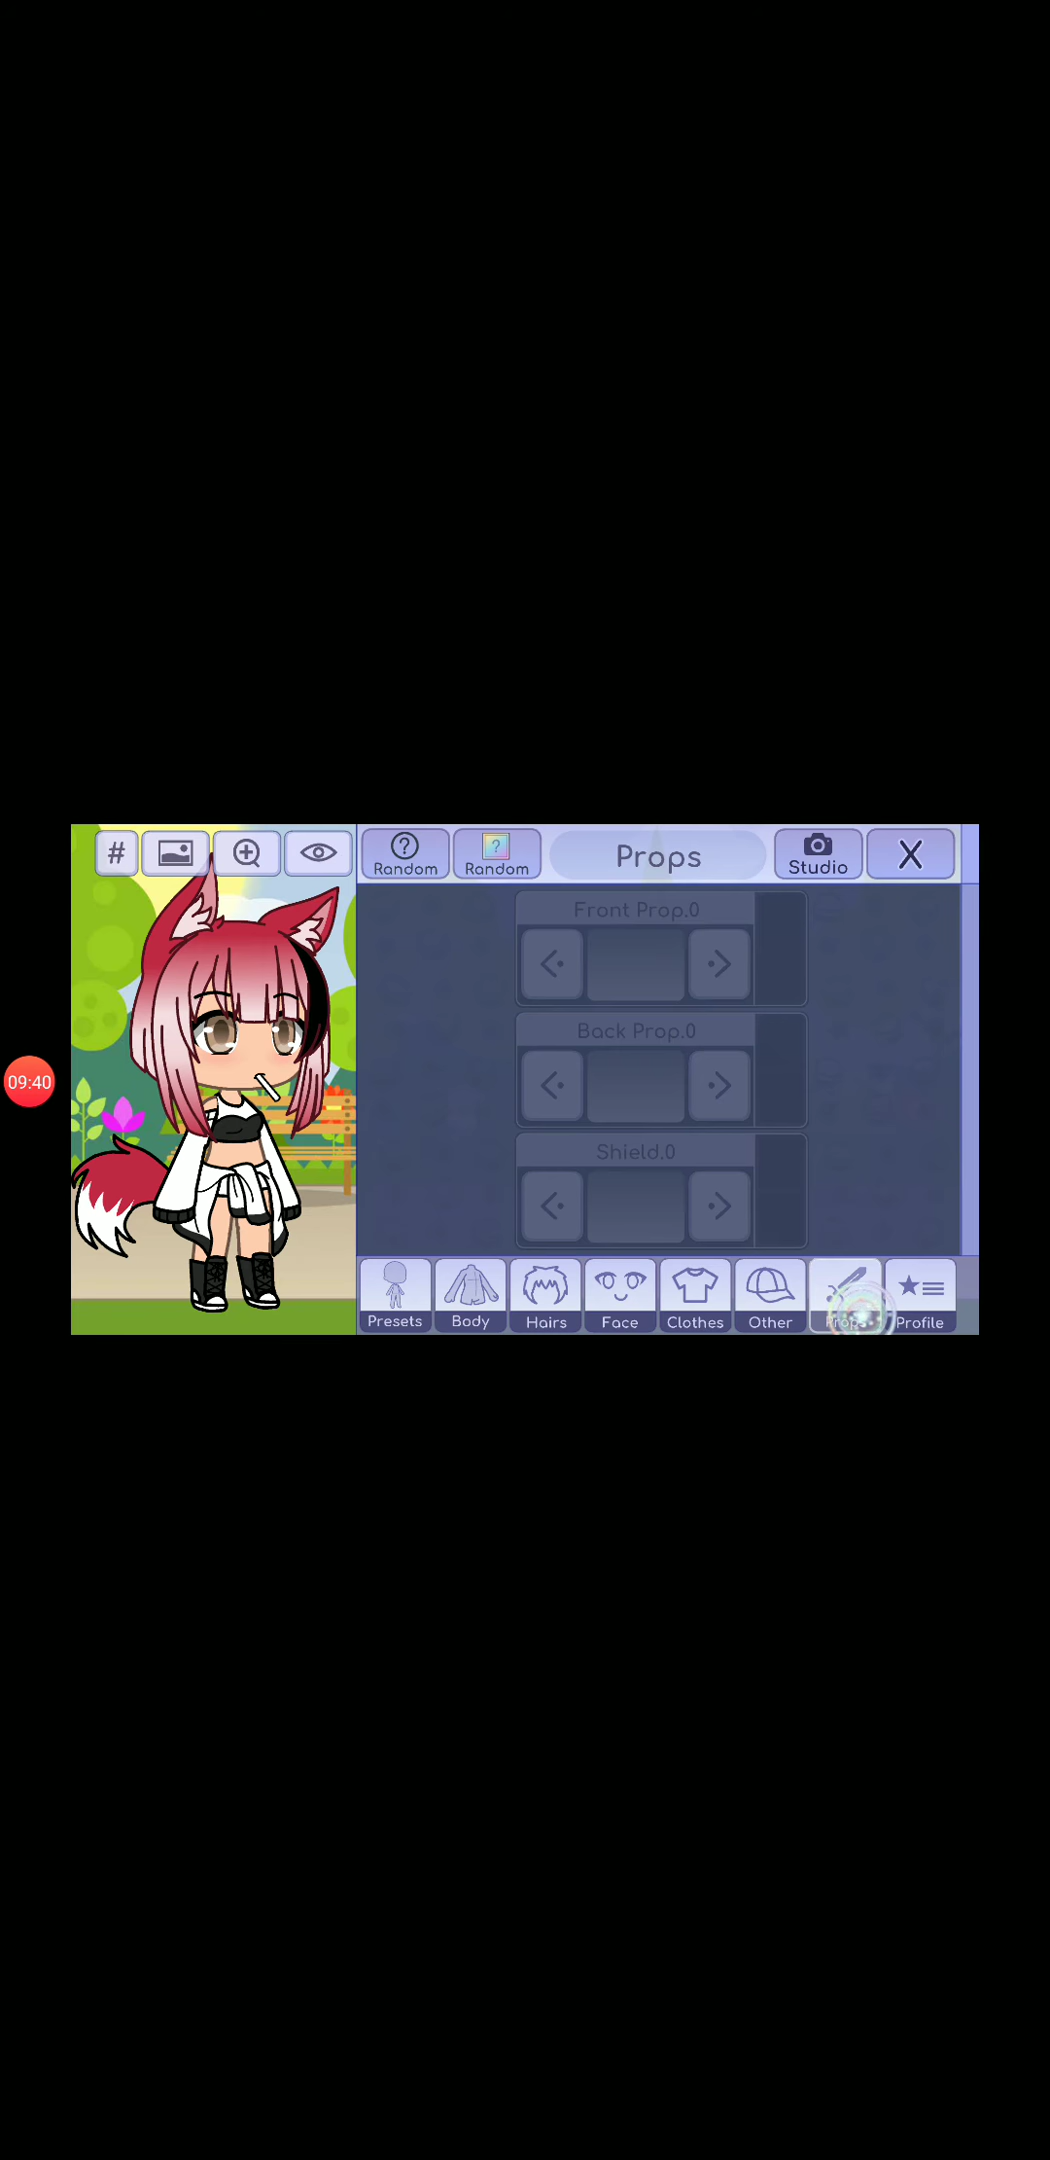 #
Random
Random
Props
Studio
X
Front Prop.0
Back Prop.0
Shield.0
09:40
Presets
Body
Hairs
Face
Clothes
Other
Props
Profile